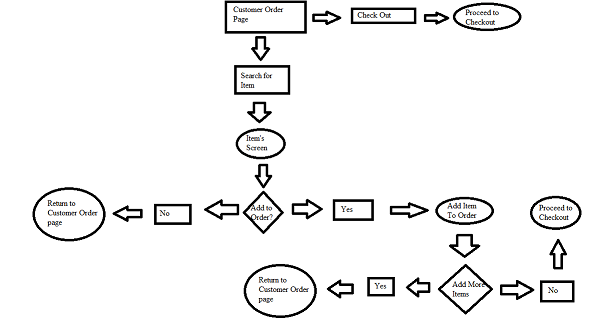 Customer Order
Page
Check Out
Proceed to
Checkout
Search for
Item
Item's
Screen
Return to
Customer Order
page
No
Add to
Order?
Yes
Add Item
To Order
Proceed to
Checkout
Return to
Customer Order
page
Yes
Add More
Items
No